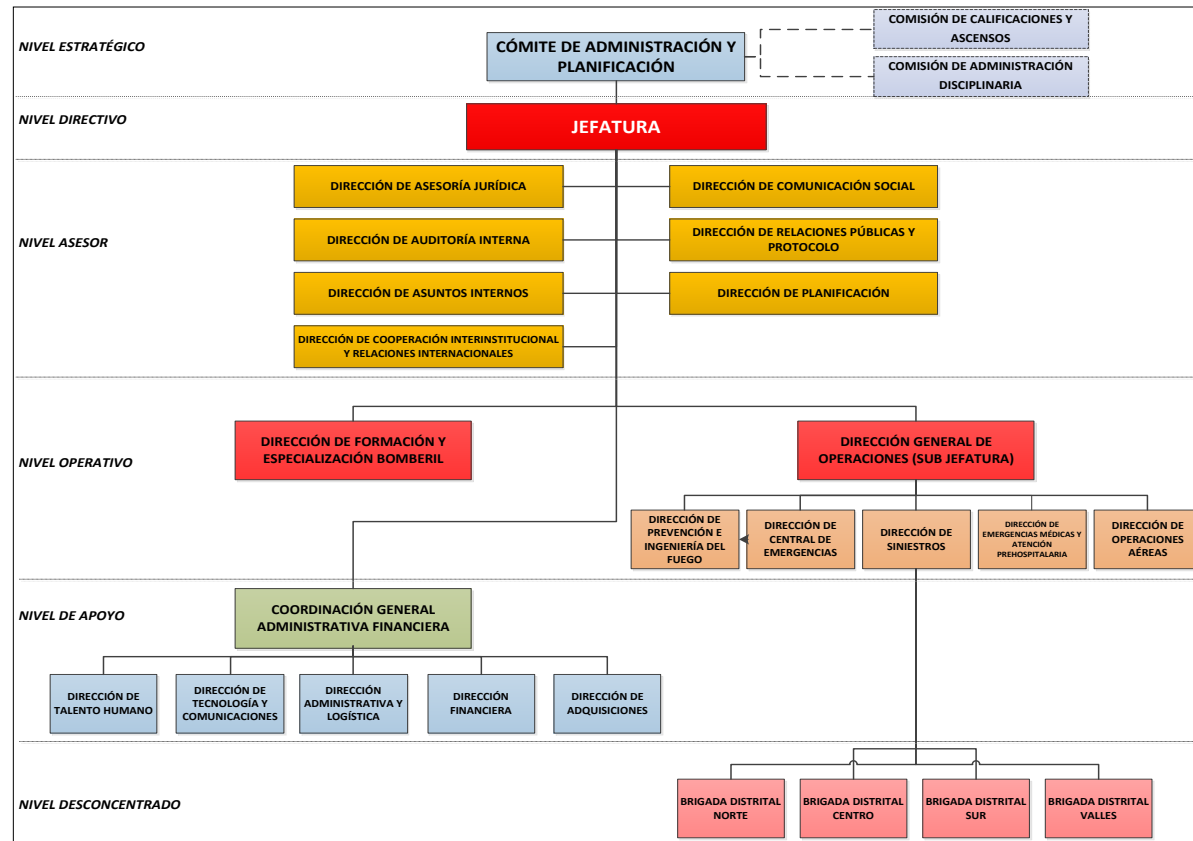 NIVEL ESTRATÉGICO
CÓMITE DE ADMINISTRACIÓN Y
PLANIFICACIÓN
COMISIÓN DE CALIFICACIONES Y
ASCENSOS
COMISIÓN DE ADMINISTRACIÓN
DISCIPLINARIA
NIVEL DIRECTIVO
JEFATURA
NIVEL ASESOR
DIRECCIÓN DE ASESORÍA JURÍDICA
DIRECCIÓN DE COMUNICACIÓN SOCIAL
DIRECCIÓN DE AUDITORÍA INTERNA
DIRECCIÓN DE RELACIONES PÚBLICAS Y
PROTOCOLO
DIRECCIÓN DE ASUNTOS INTERNOS
DIRECCIÓN DE PLANIFICACIÓN
DIRECCIÓN DE COOPERACIÓN INTERINSTITUCIONAL
Y RELACIONES INTERNACIONALES
NIVEL OPERATIVO
DIRECCIÓN DE FORMACIÓN Y
ESPECIALIZACIÓN BOMBERIL
DIRECCIÓN GENERAL DE
OPERACIONES (SUB JEFATURA)
DIRECCIÓN DE
PREVENCIÓN E
INGENIERÍA DEL
FUEGO
DIRECCIÓN DE
CENTRAL DE
EMERGENCIAS
DIRECCIÓN DE
SINIESTROS
DIRECCIÓN DE
EMERGENCIAS MÉDICAS Y
ATENCIÓN
PREHOSPITALARIA
DIRECCIÓN DE
OPERACIONES
AÉREAS
NIVEL DE APOYO
COORDINACIÓN GENERAL
ADMINISTRATIVA FINANCIERA
DIRECCIÓN DE
TALENTO HUMANO
DIRECCIÓN DE
TECNOLOGÍA Y
COMUNICACIONES
DIRECCIÓN
ADMINISTRATIVA Y
LOGÍSTICA
DIRECCIÓN
FINANCIERA
DIRECCIÓN DE
ADQUISICIONES
NIVEL DESCONCENTRADO
BRIGADA DISTRITAL
NORTE
BRIGADA DISTRITAL
CENTRO
BRIGADA DISTRITAL
SUR
BRIGADA DISTRITAL
VALLES